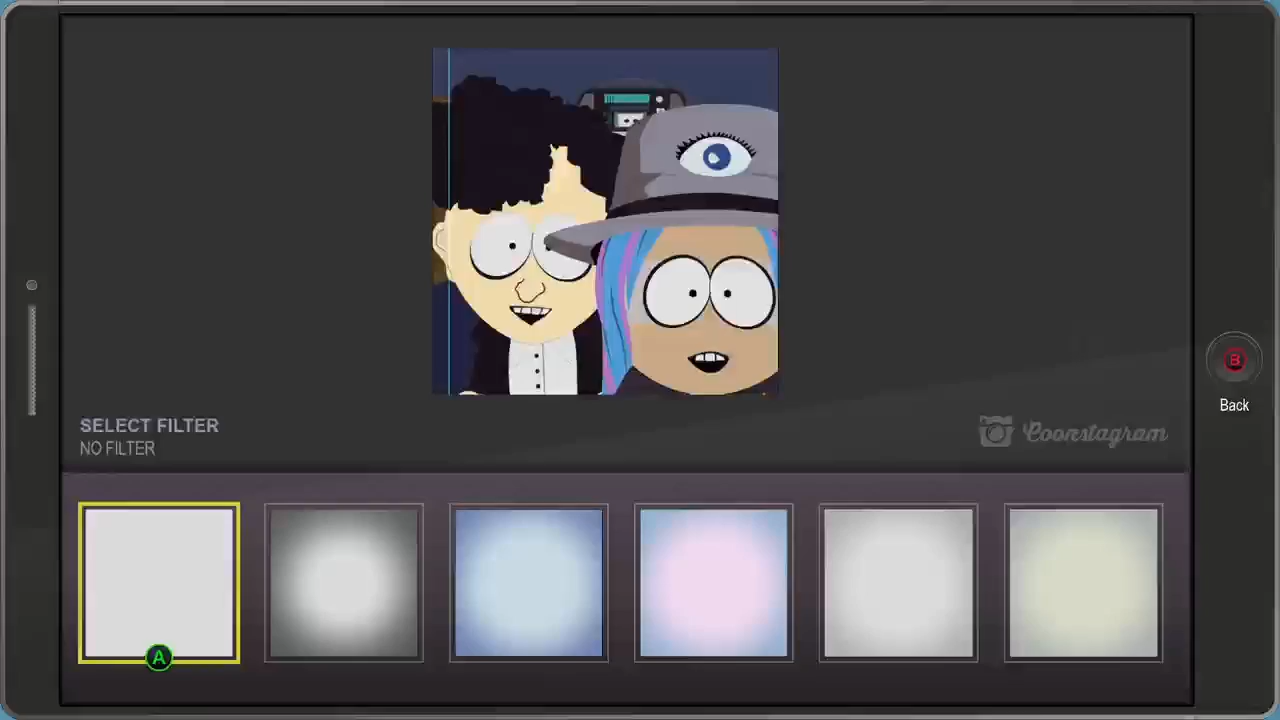 SELECT FILTER
NO FILTER
Coonstagram
B
Back
A